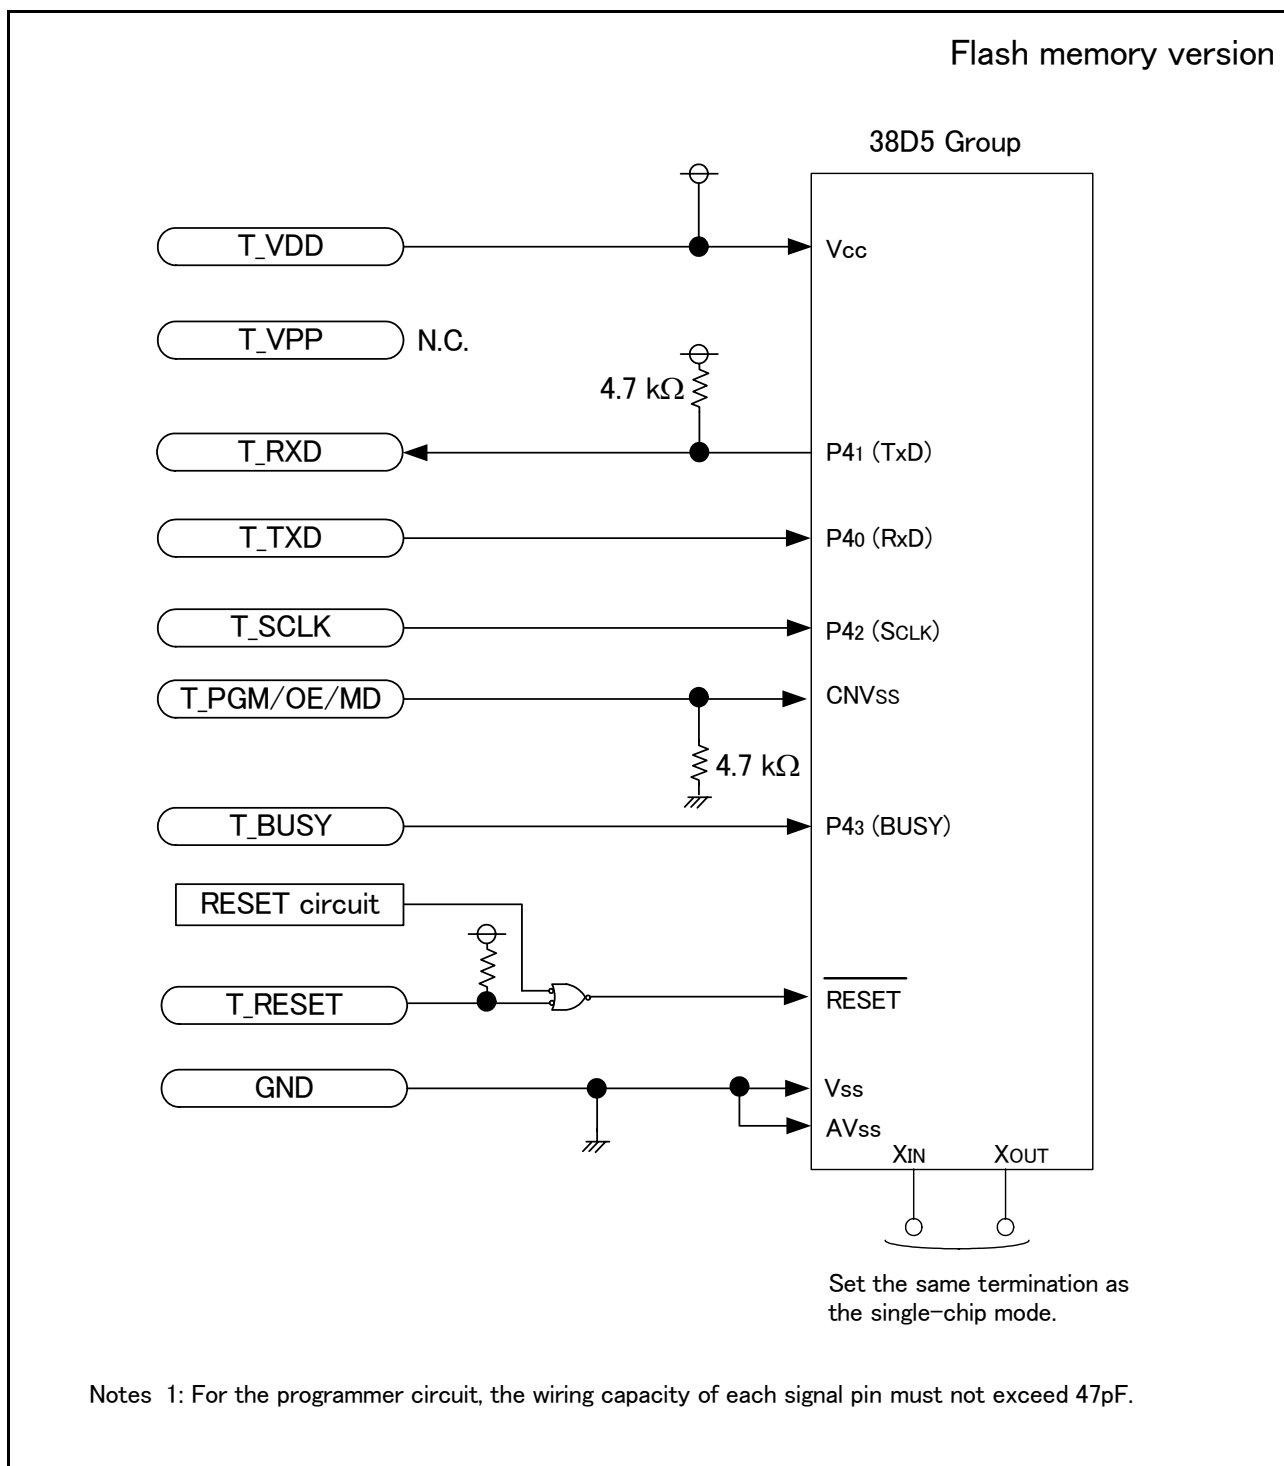 Flash memory version
38D5 Group
T_VDD
Vcc
T_VPP N.C.
4.7 kΩ
T_RXD
P41 (TxD)
T_TXD
P40 (RxD)
T_SCLK
P42 (SCLK)
T_PGM/OE/MD
CNVss
4.7 kΩ
T_BUSY
P43 (BUSY)
RESET circuit
T_RESET
RESET
GND
Vss
AVss
XIN XOUT
Set the same termination as
the single-chip mode.
Notes 1: For the programmer circuit, the wiring capacity of each signal pin must not exceed 47pF.